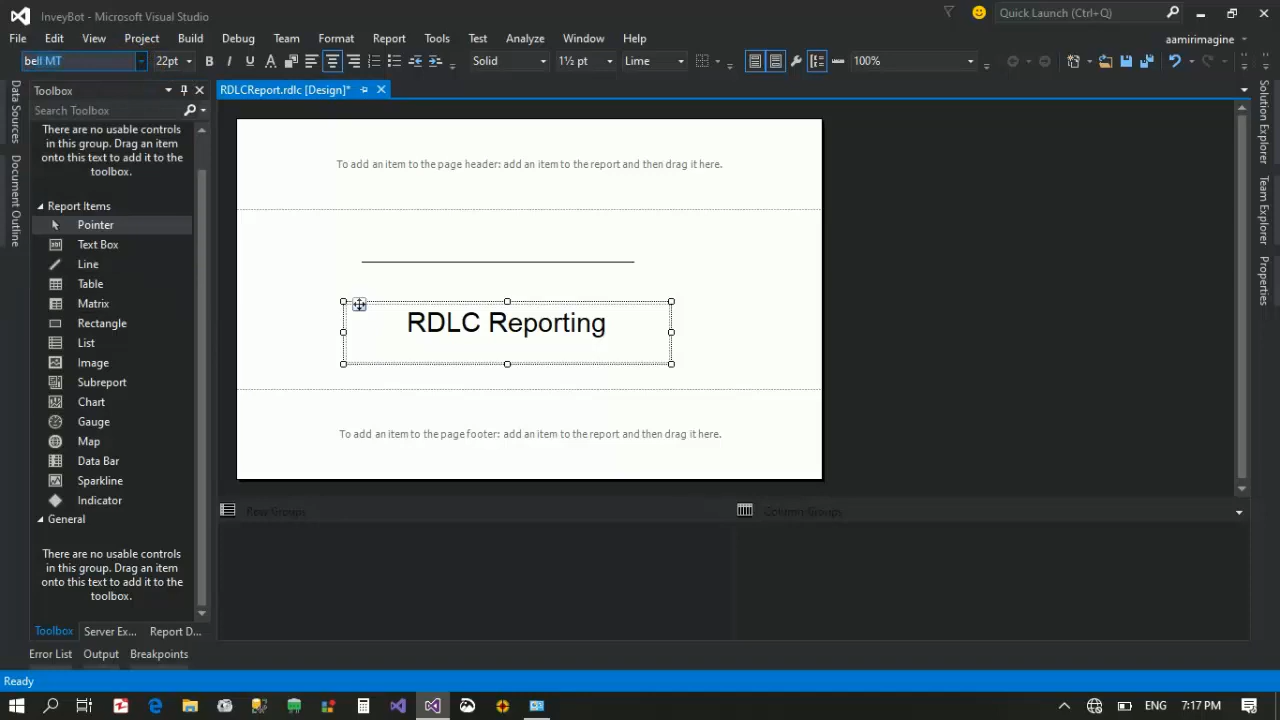 InveyBot - Microsoft Visual Studio
Quick Launch (Ctrl+Q)
File Edit View Project Build Debug Team Format Report Tools Test Analyze Window Help
aamirimagine
bell MT 22pt B I U A Solid 1½ pt Lime 100%
Data Sources
Document Outline
Toolbox
Search Toolbox
There are no usable controls
in this group. Drag an item
onto this text to add it to the
toolbox.
Report Items
Pointer
Text Box
Line
Table
Matrix
Rectangle
List
Image
Subreport
Chart
Gauge
Map
Data Bar
Sparkline
Indicator
General
There are no usable controls
in this group. Drag an item
onto this text to add it to the
toolbox.
Toolbox Server Ex... Report D...
RDLCReport.rdlc [Design]*
To add an item to the page header: add an item to the report and then drag it here.
RDLC Reporting
To add an item to the page footer: add an item to the report and then drag it here.
Row Groups
Column Groups
Solution Explorer
Team Explorer
Properties
Error List Output Breakpoints
Ready
ENG 7:17 PM